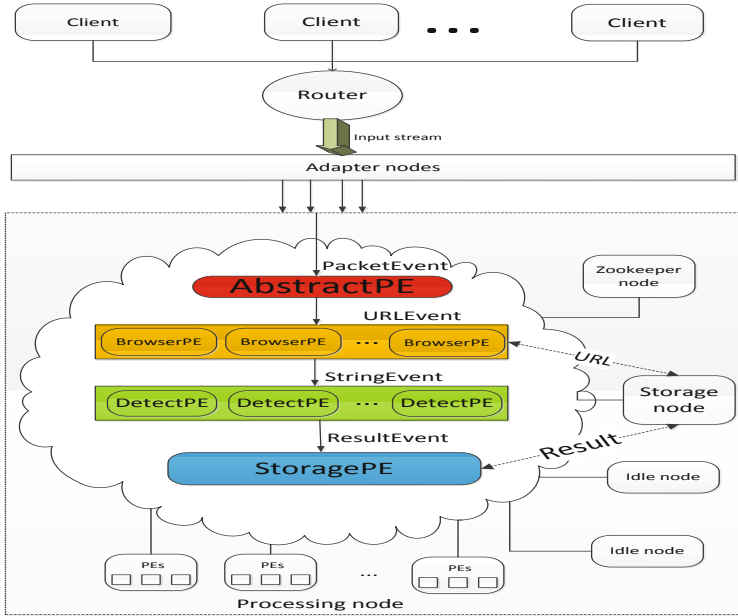 Client
Client
Client
Router
Input stream
Adapter nodes
PacketEvent
AbstractPE
Zookeeper
node
URLEvent
BrowserPE
BrowserPE
...
BrowserPE
URL
StringEvent
Storage
node
DetectPE
DetectPE
...
DetectPE
ResultEvent
Result
StoragePE
Idle node
Idle node
PEs
PEs
...
PEs
Processing node